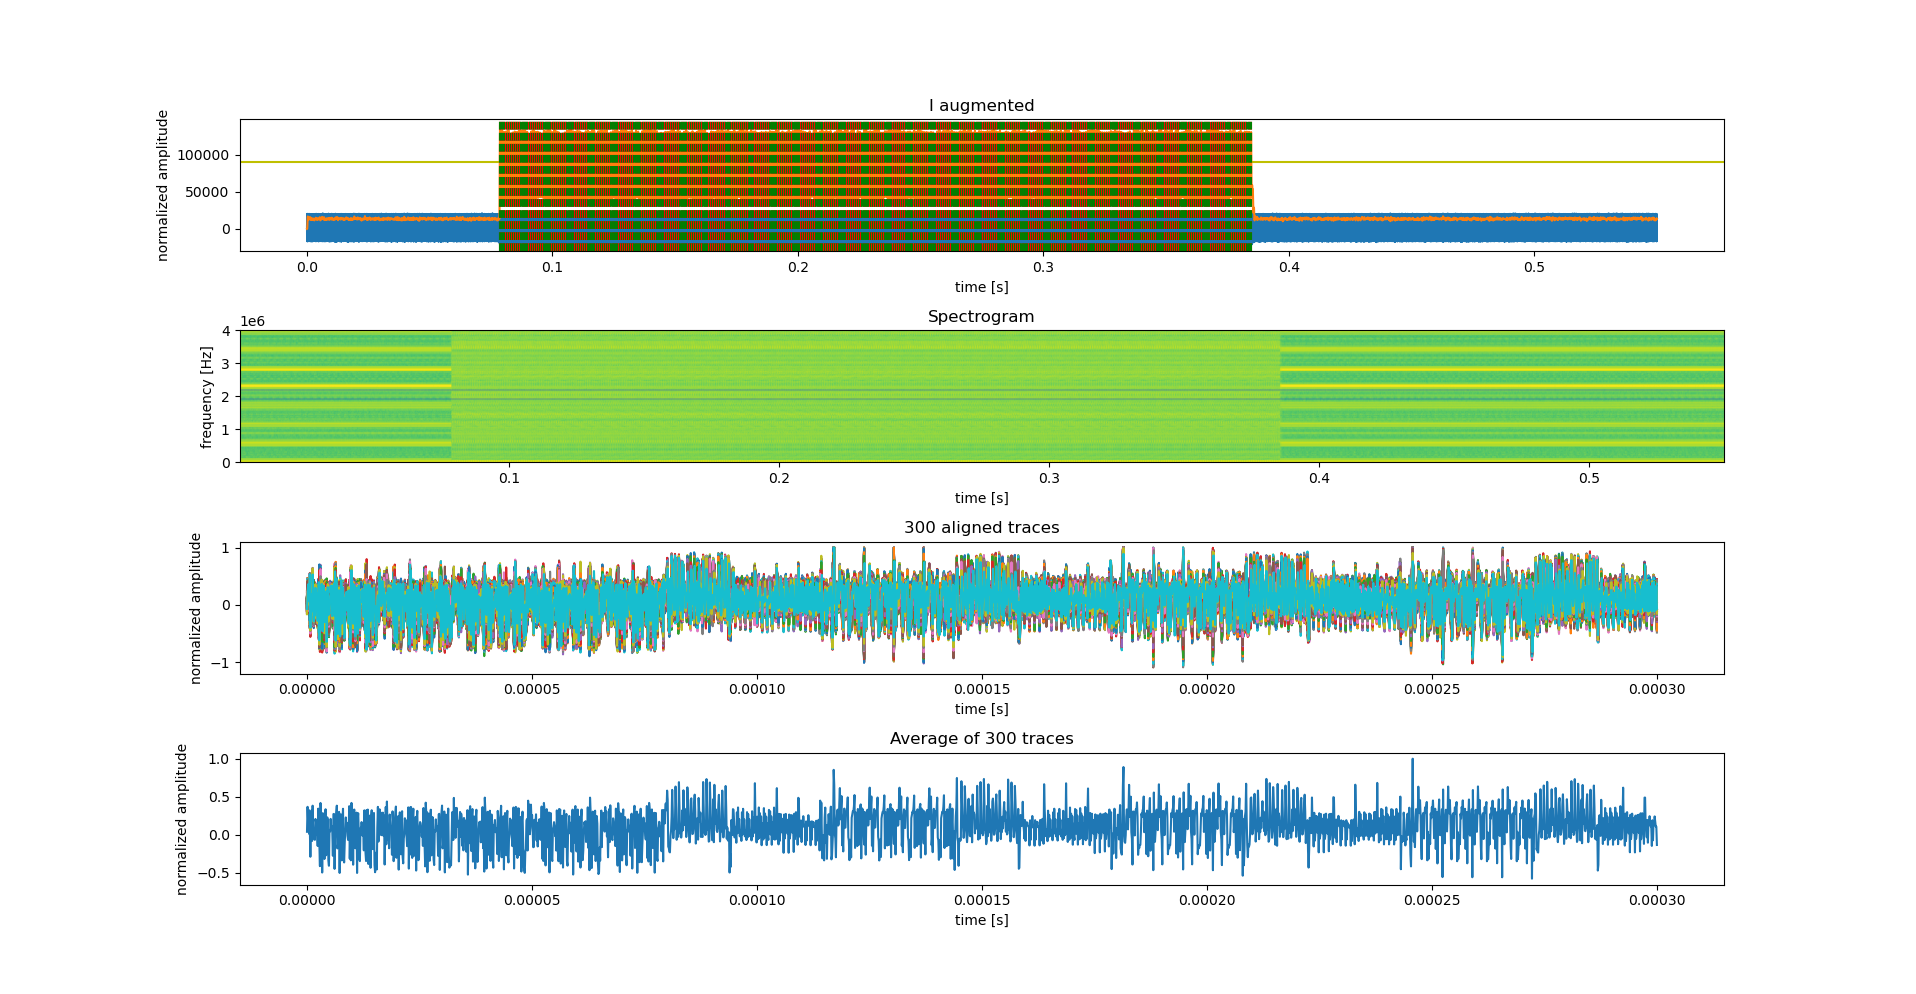 I augmented
normalized amplitude
100000
50000
0
0.0 0.1 0.2 0.3 0.4 0.5
time [s]
Spectrogram
1e6
frequency [Hz]
4
3
2
1
0
0.1 0.2 0.3 0.4 0.5
time [s]
300 aligned traces
normalized amplitude
1
0
−1
0.00000 0.00005 0.00010 0.00015 0.00020 0.00025 0.00030
time [s]
Average of 300 traces
normalized amplitude
1.0
0.5
0.0
−0.5
0.00000 0.00005 0.00010 0.00015 0.00020 0.00025 0.00030
time [s]